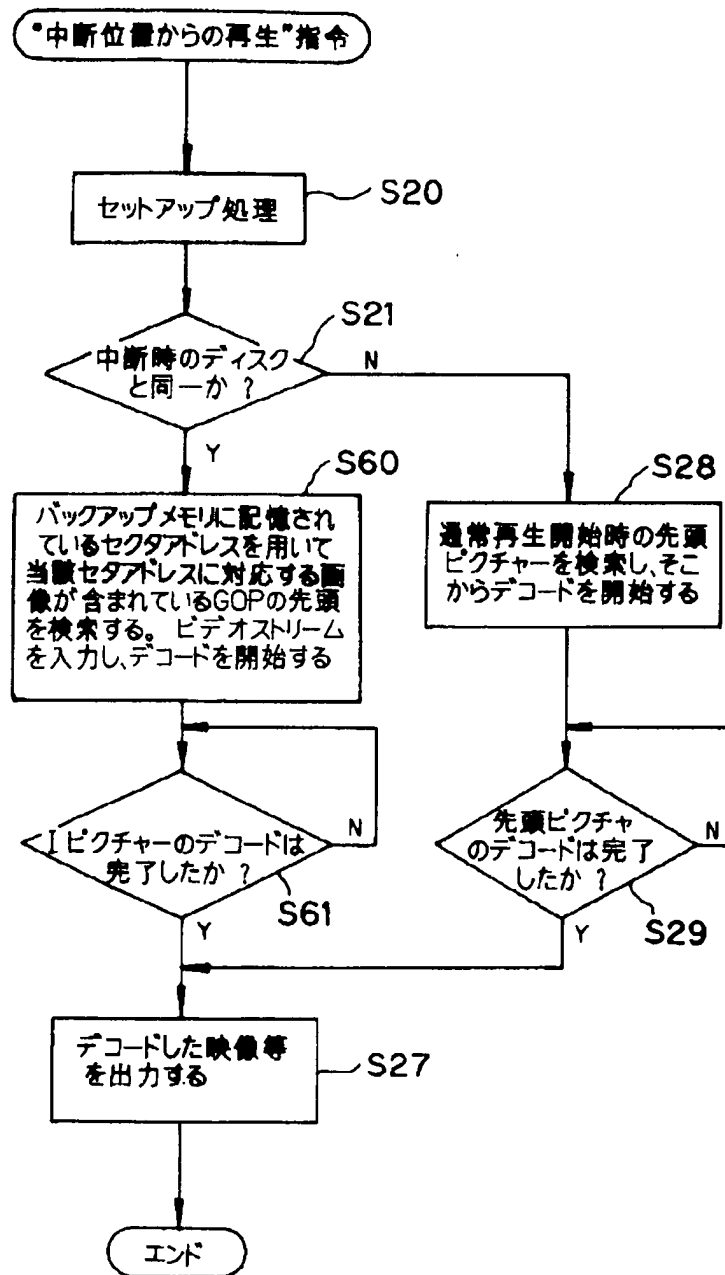 “中断位置からの再生”指令
セットアップ処理
S20
中断時のディスク
と同一か？
S21
N
Y
S60
バックアップメモリに記憶され
ているセクタアドレスを用いて
当該セタアドレスに対応する画
像が含まれているGOPの先頭
を検索する。ビデオストリーム
を入力し、デコードを開始する
S28
通常再生開始時の先頭
ピクチャーを検索し、そこ
からデコードを開始する
Iピクチャーのデコードは
完了したか？
N
S61
Y
先頭ピクチャ
のデコードは完了
したか？
N
S29
Y
デコードした映像等
を出力する
S27
エンド